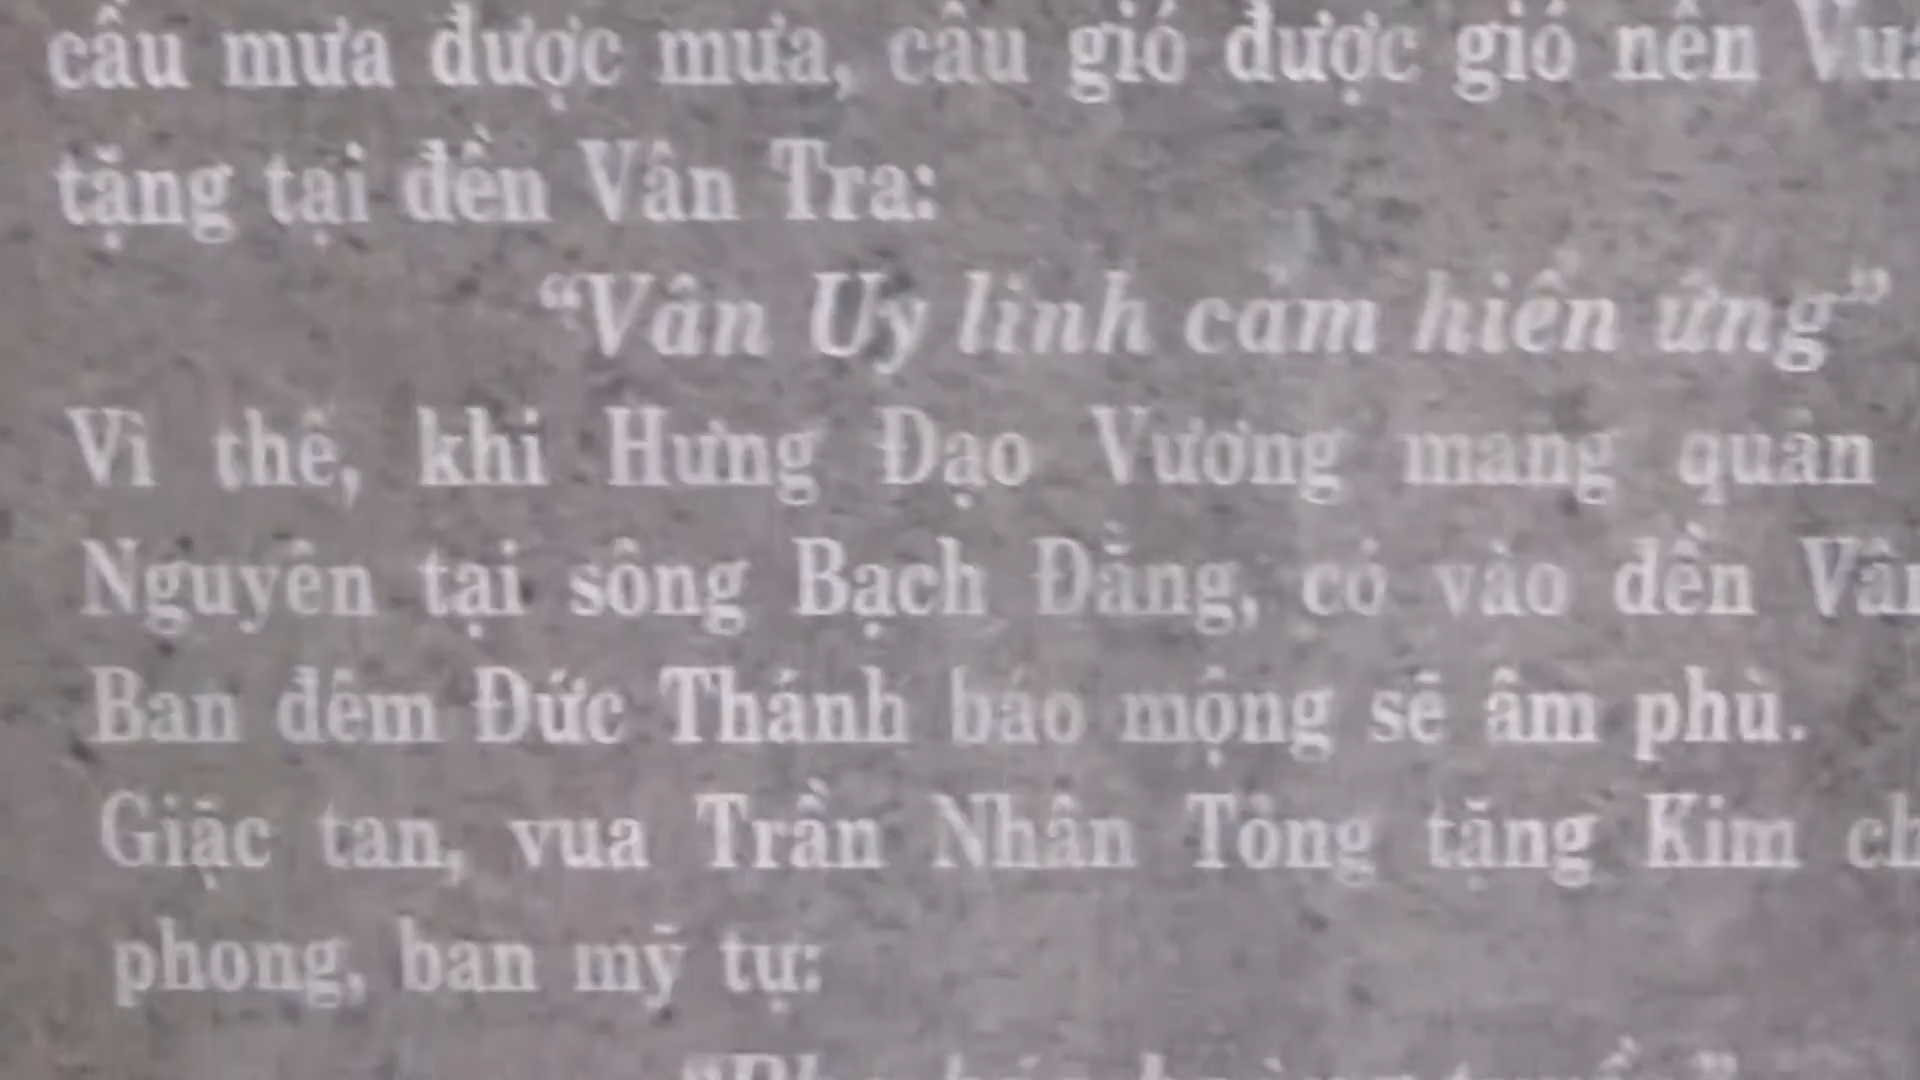 cầu mưa được mưa, cầu gió được gió nên Vua
tặng tại đền Vân Tra:
“Vân Uy linh cảm hiển ứng”
Vì thế, khi Hưng Đạo Vương mang quân
Nguyên tại sông Bạch Đằng, có vào đền Vân
Ban đêm Đức Thánh báo mộng sẽ âm phù.
Giặc tan, vua Trần Nhân Tông tặng Kim ch
phong, ban mỹ tự: